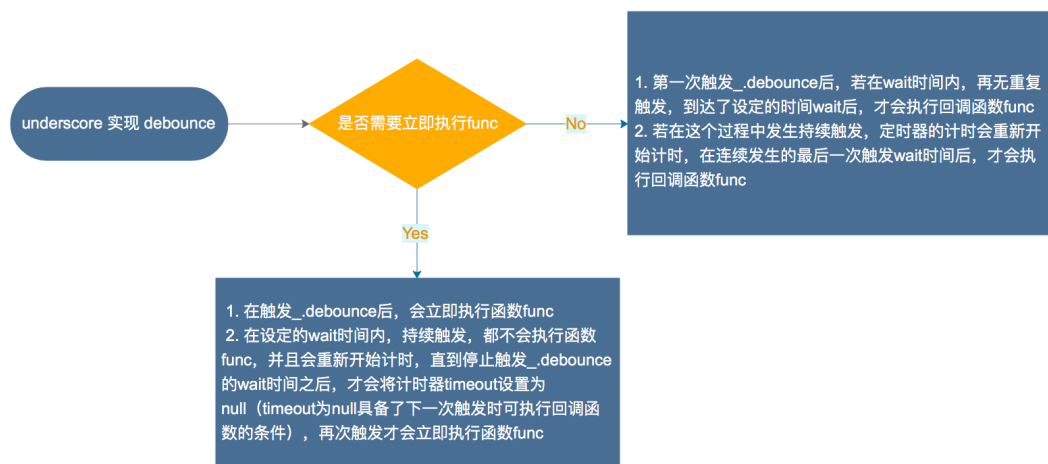 underscore 实现 debounce
是否需要立即执行func
No
1. 第一次触发_.debounce后，若在wait时间内，再无重复
触发，到达了设定的时间wait后，才会执行回调函数func
2. 若在这个过程中发生持续触发，定时器的计时会重新开
始计时，在连续发生的最后一次触发wait时间后，才会执
行回调函数func
Yes
1. 在触发_.debounce后，会立即执行函数func
2. 在设定的wait时间内，持续触发，都不会执行函数
func，并且会重新开始计时，直到停止触发_.debounce
的wait时间之后，才会将计时器timeout设置为
null（timeout为null具备了下一次触发时可执行回调函
数的条件），再次触发才会立即执行函数func